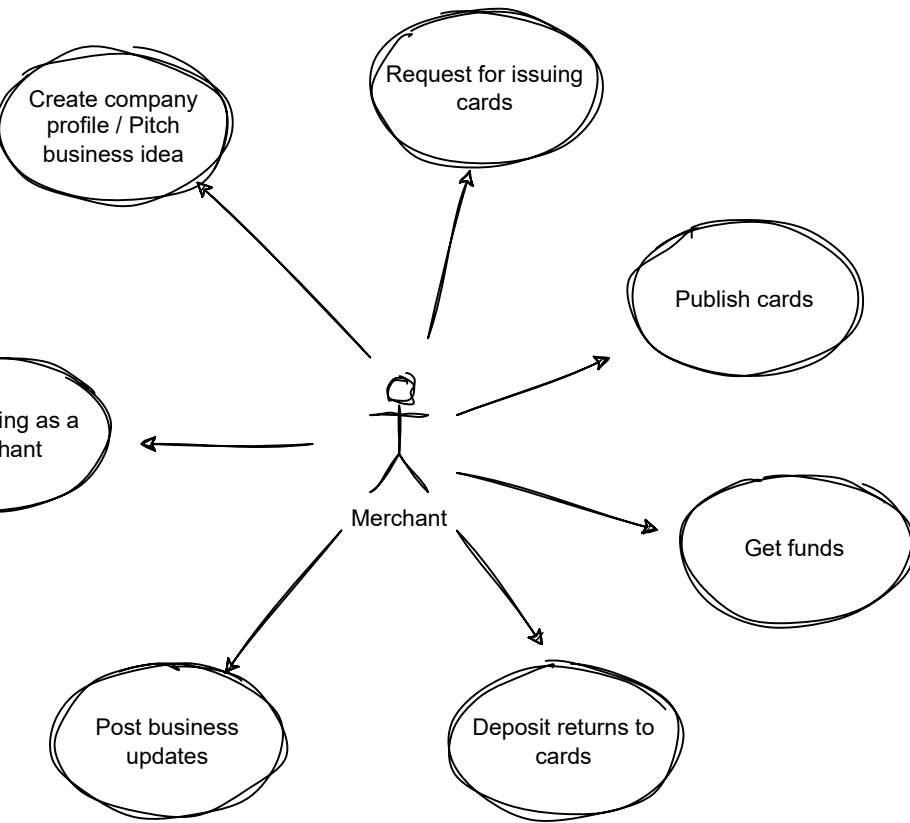 Request for issuing
cards
Create company
profile / Pitch
business idea
Publish cards
as a
Merchant
Get funds
Post business
updates
Deposit returns to
cards